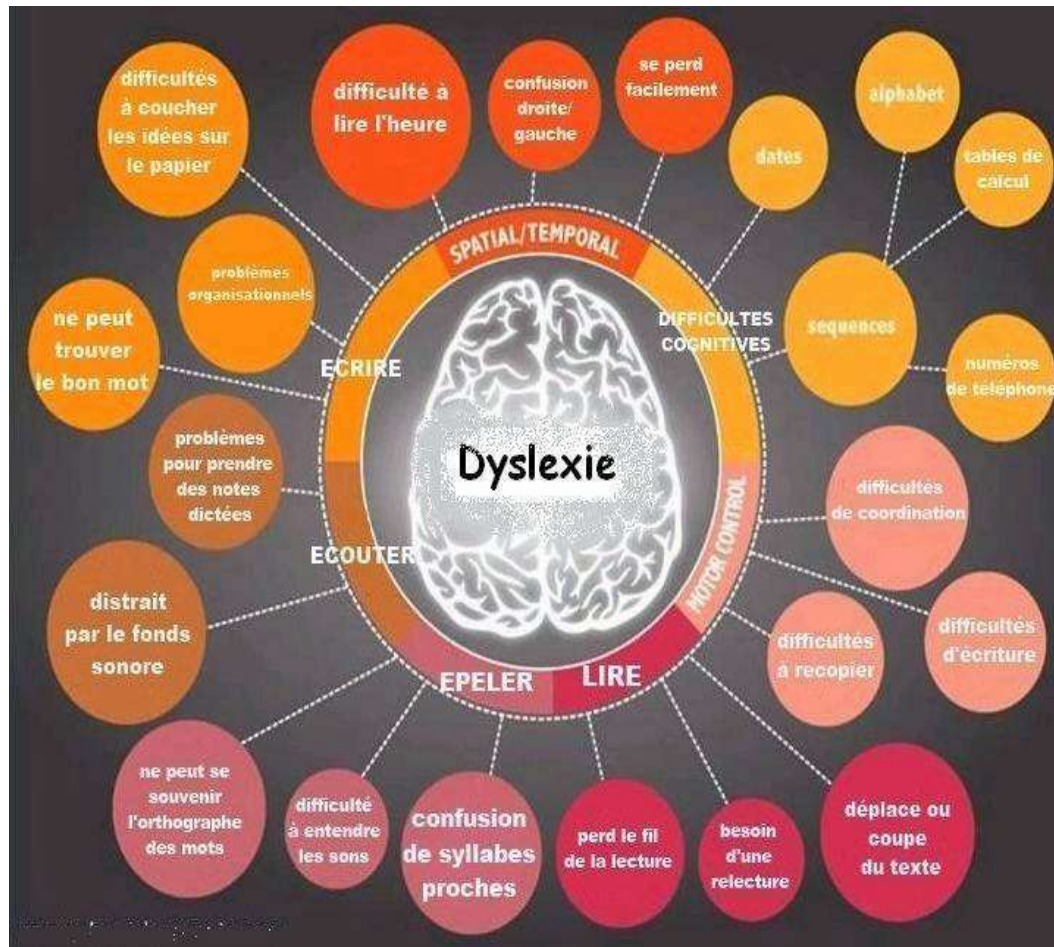 difficultés
à coucher
les idées sur
le papier
difficulté à
lire l'heure
confusion
droite/
gauche
se perd
facilement
dates
alphabet
tables de
calcul
sequences
numéros
de téléphone
SPATIAL/TEMPORAL
DIFFICULTES
COGNITIVES
problèmes
organisationnels
ne peut
trouver
le bon mot
ECRIRE
Dyslexie
problèmes
pour prendre
des notes
dictées
ECOUTER
distrait
par le fonds
sonore
MOTOR CONTROL
difficultés
de coordination
difficultés
d'écriture
difficultés
à recopier
EPELER
LIRE
ne peut se
souvenir
l'orthographe
des mots
difficulté
à entendre
les sons
confusion
de syllabes
proches
perd le fil
de la lecture
besoin
d'une
relecture
déplace ou
coupe
du texte